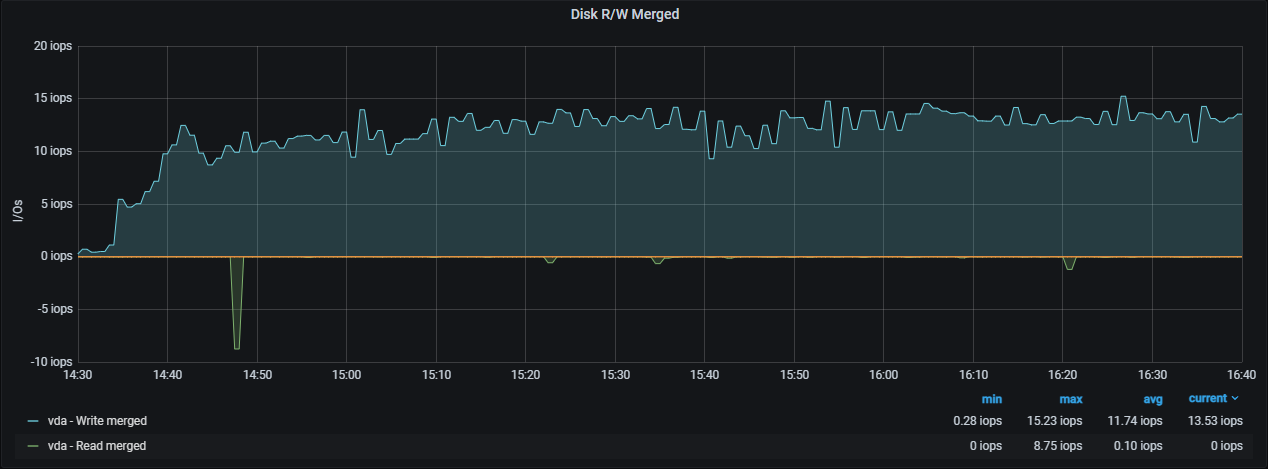 Disk R/W Merged
20 iops
15 iops
10 iops
5 iops
0 iops
-5 iops
-10 iops
I/Os
14:30 14:40 14:50 15:00 15:10 15:20 15:30 15:40 15:50 16:00 16:10 16:20 16:30 16:40
min max avg current
vda - Write merged 0.28 iops 15.23 iops 11.74 iops 13.53 iops
vda - Read merged 0 iops 8.75 iops 0.10 iops 0 iops